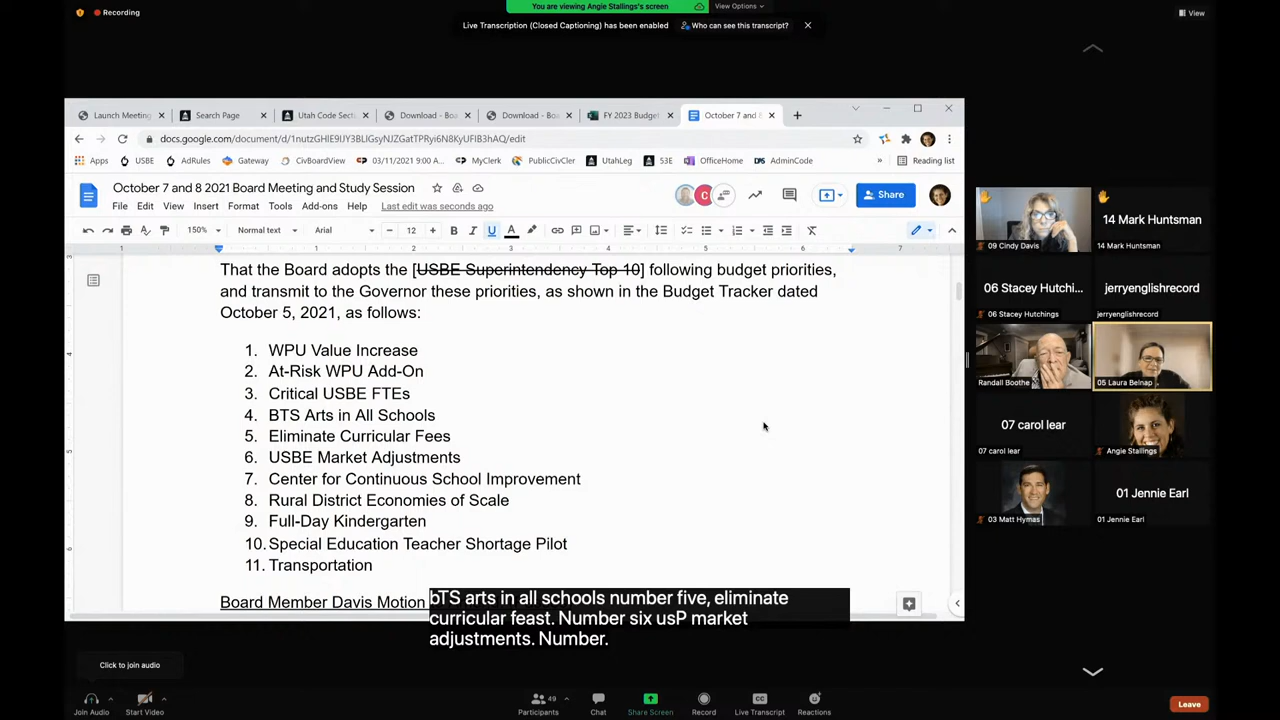 Recording
You are viewing Angie Stallings's screen
View Options
View
Live Transcription (Closed Captioning) has been enabled
Who can see this transcript?
Launch Meeting
Search Page
Utah Code Sect
Download - Boa
Download - Boa
FY 2023 Budget
October 7 and 8
docs.google.com/document/d/1nutzGHlE9UY3BLlGsyNJZGatTPRyi6N8KyUFlB3hAQ/edit
Apps
USBE
AdRules
Gateway
CivBoardView
03/11/2021 9:00 A...
MyClerk
PublicCivCler
UtahLeg
53E
OfficeHome
AdminCode
»
Reading list
October 7 and 8 2021 Board Meeting and Study Session
File Edit View Insert Format Tools Add-ons Help Last edit was seconds ago
C
Share
150% Normal text Arial 12 B I U A
1 1 2 3 4 5 6 7
That the Board adopts the [USBE Superintendency Top 10] following budget priorities,
and transmit to the Governor these priorities, as shown in the Budget Tracker dated
October 5, 2021, as follows:
1. WPU Value Increase
2. At-Risk WPU Add-On
3. Critical USBE FTEs
4. BTS Arts in All Schools
5. Eliminate Curricular Fees
6. USBE Market Adjustments
7. Center for Continuous School Improvement
8. Rural District Economies of Scale
9. Full-Day Kindergarten
10. Special Education Teacher Shortage Pilot
11. Transportation
Board Member Davis Motion
bTS arts in all schools number five, eliminate
curricular feast. Number six usP market
adjustments. Number.
09 Cindy Davis
14 Mark Huntsman
14 Mark Huntsman
06 Stacey Hutchi...
06 Stacey Hutchings
jerryenglishrecord
jerryenglishrecord
Randall Boothe
05 Laura Belnap
07 carol lear
07 carol lear
Angie Stallings
03 Matt Hymas
01 Jennie Earl
01 Jennie Earl
Click to join audio
Join Audio
Start Video
49
Participants
Chat
Share Screen
Record
CC
Live Transcript
Reactions
Leave